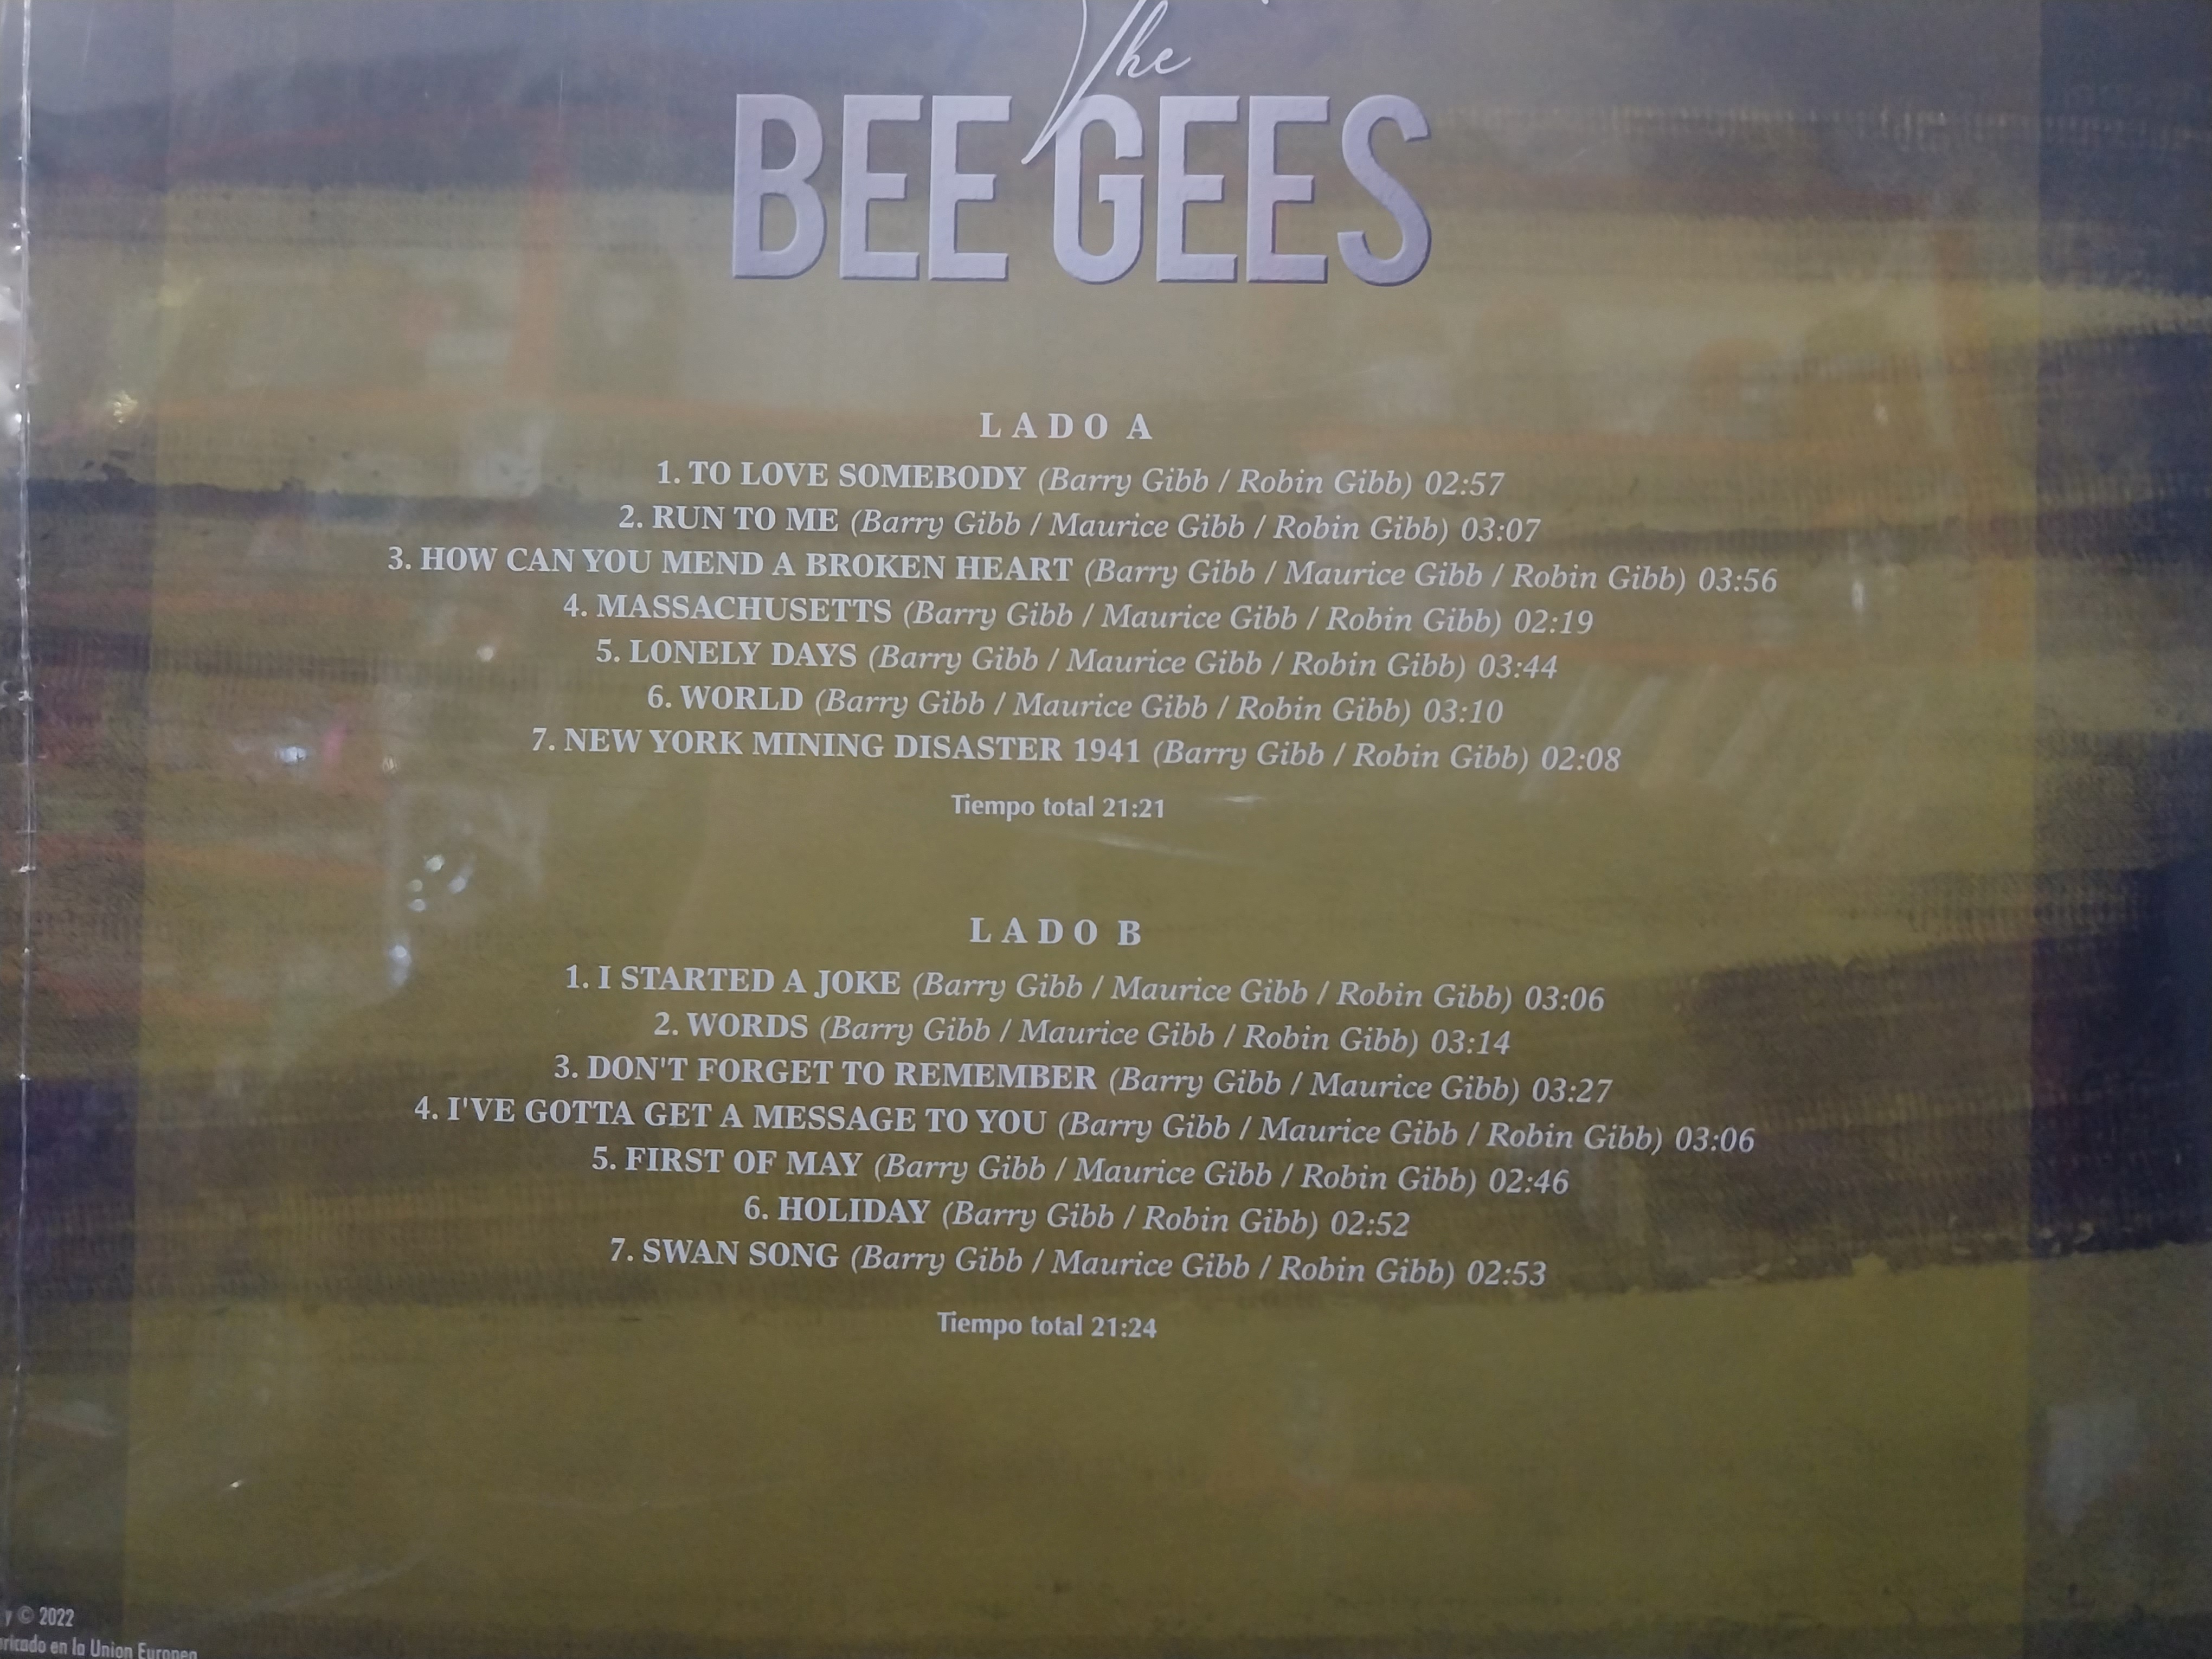 The
BEE GEES
LADO A
1. TO LOVE SOMEBODY (Barry Gibb / Robin Gibb) 02:57
2. RUN TO ME (Barry Gibb / Maurice Gibb / Robin Gibb) 03:07
3. HOW CAN YOU MEND A BROKEN HEART (Barry Gibb / Maurice Gibb / Robin Gibb) 03:56
4. MASSACHUSETTS (Barry Gibb / Maurice Gibb / Robin Gibb) 02:19
5. LONELY DAYS (Barry Gibb / Maurice Gibb / Robin Gibb) 03:44
6. WORLD (Barry Gibb / Maurice Gibb / Robin Gibb) 03:10
7. NEW YORK MINING DISASTER 1941 (Barry Gibb / Robin Gibb) 02:08
Tiempo total 21:21
LADO B
1. I STARTED A JOKE (Barry Gibb / Maurice Gibb / Robin Gibb) 03:06
2. WORDS (Barry Gibb / Maurice Gibb / Robin Gibb) 03:14
3. DON'T FORGET TO REMEMBER (Barry Gibb / Maurice Gibb) 03:27
4. I'VE GOTTA GET A MESSAGE TO YOU (Barry Gibb / Maurice Gibb / Robin Gibb) 03:06
5. FIRST OF MAY (Barry Gibb / Maurice Gibb / Robin Gibb) 02:46
6. HOLIDAY (Barry Gibb / Robin Gibb) 02:52
7. SWAN SONG (Barry Gibb / Maurice Gibb / Robin Gibb) 02:53
Tiempo total 21:24
y © 2022
ricado en la Union Europea